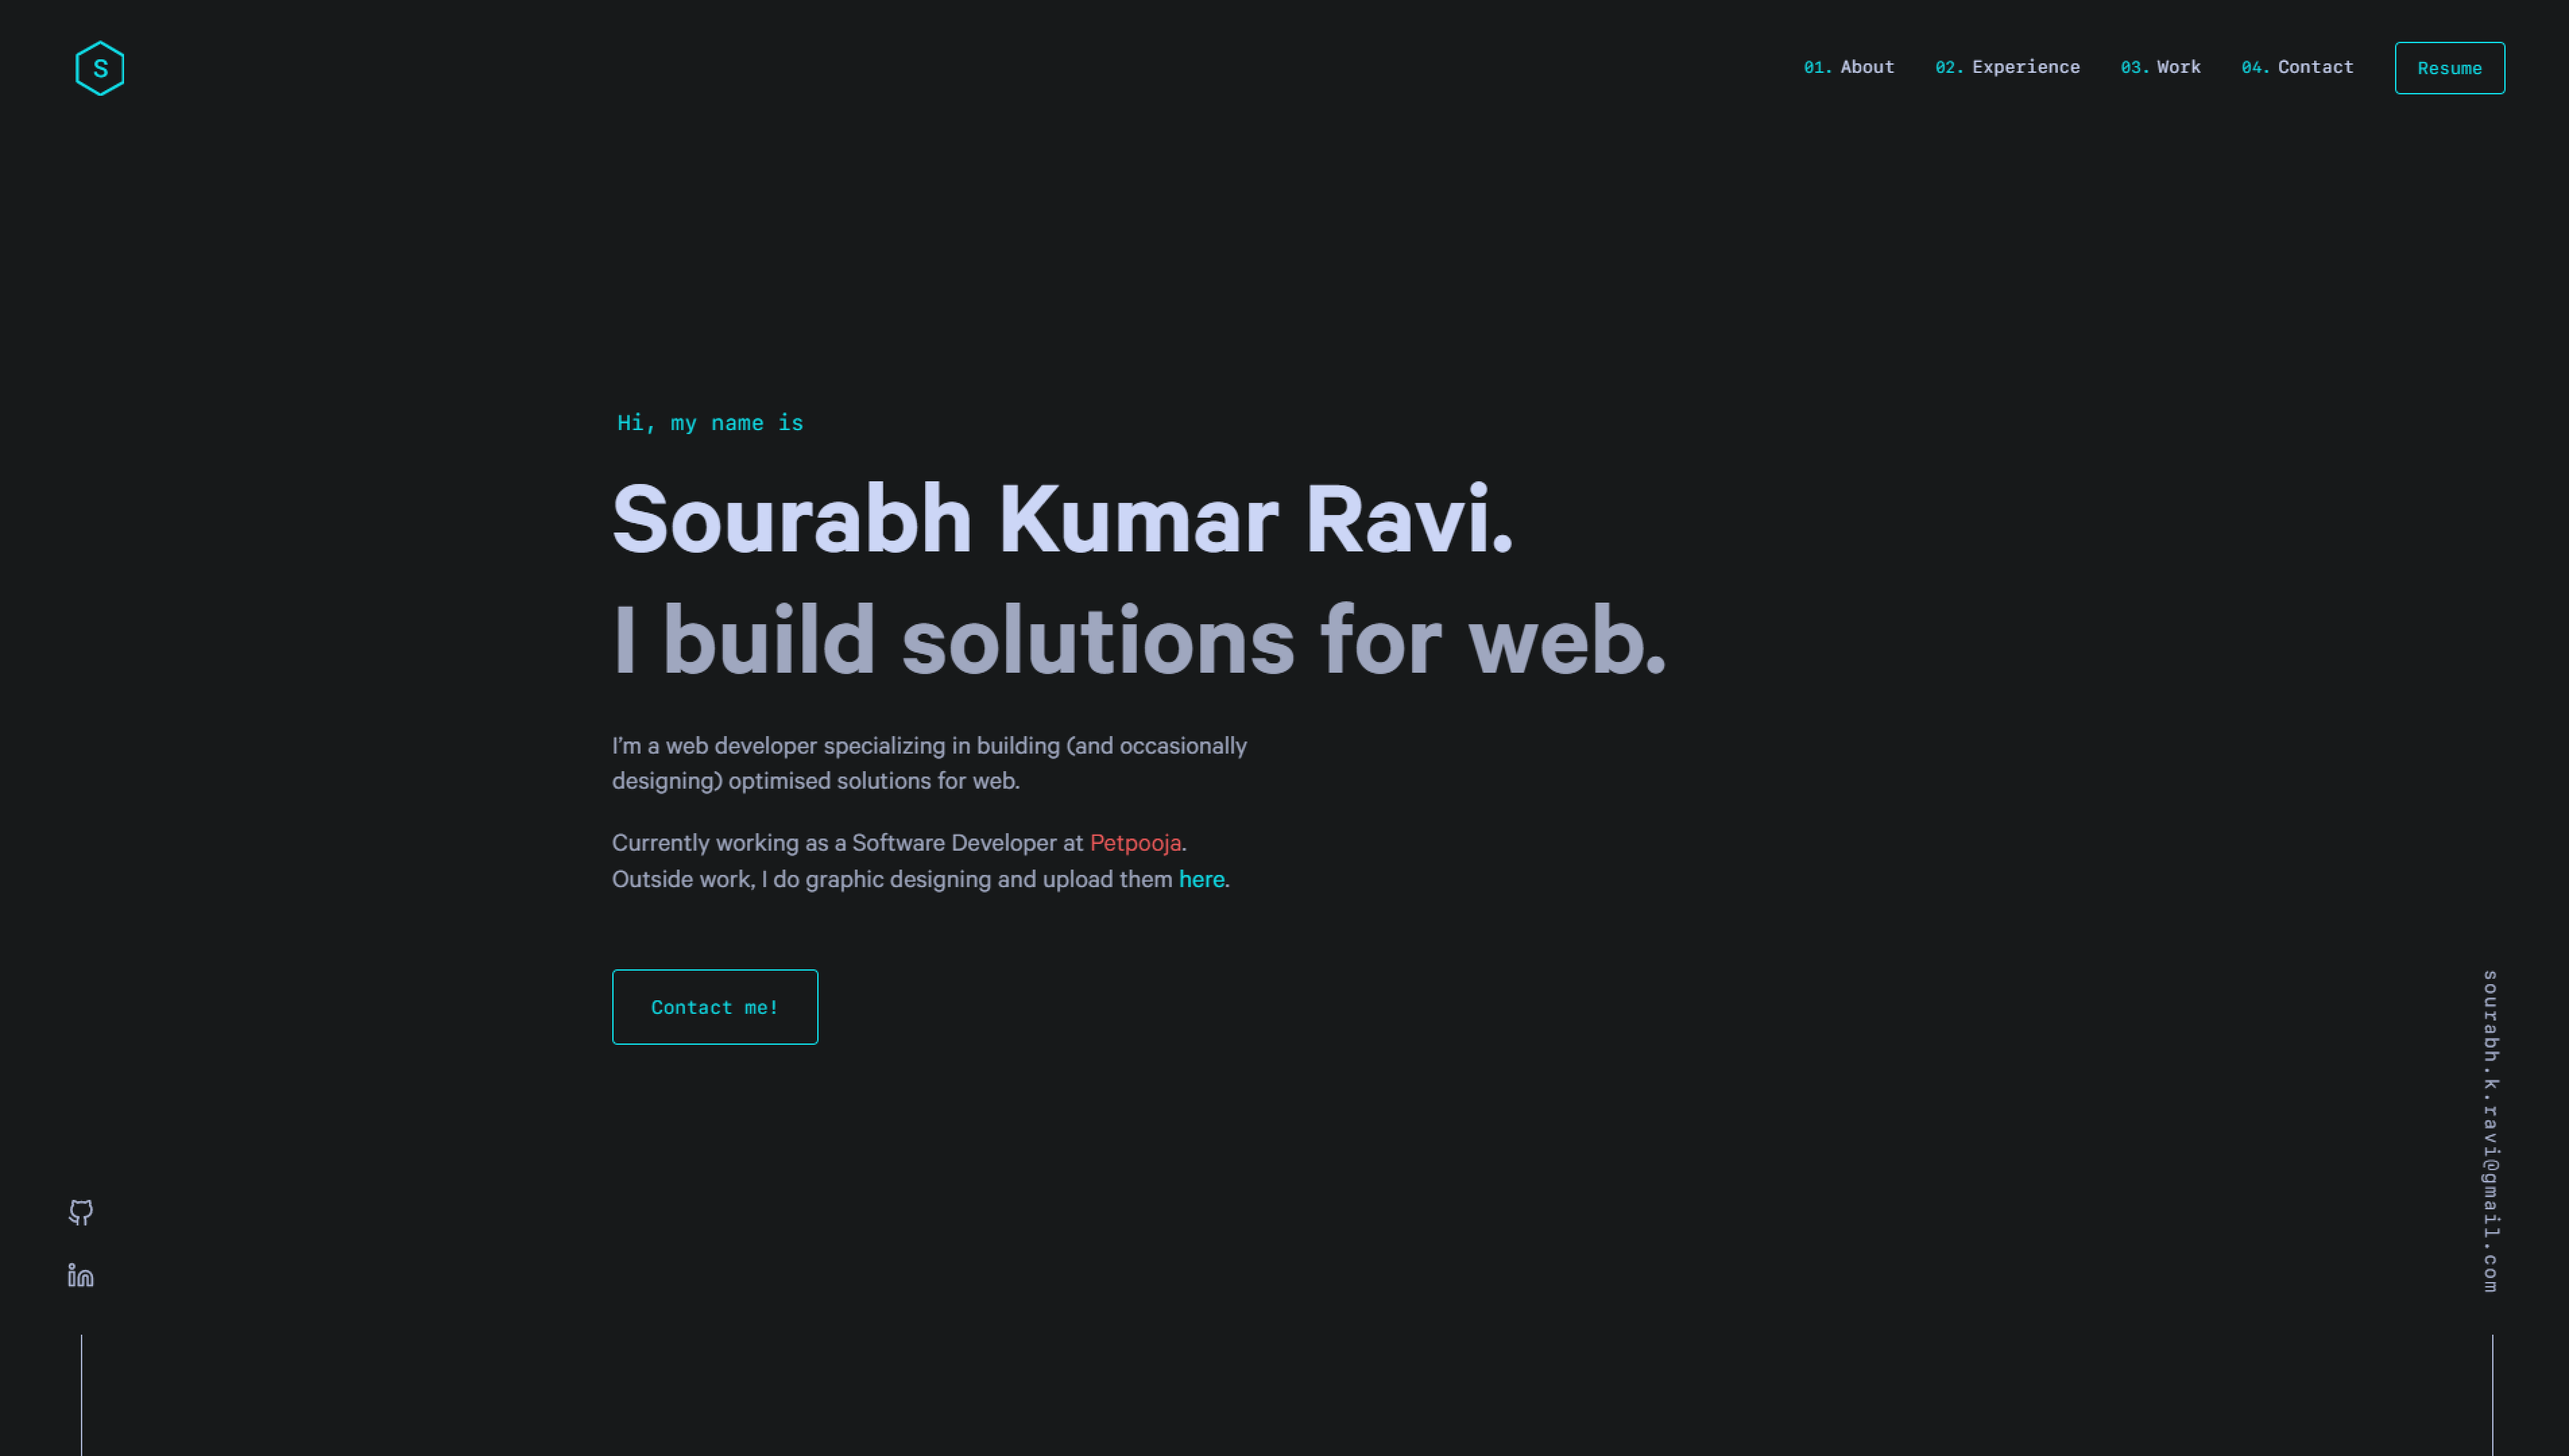 S
01. About 02. Experience 03. Work 04. Contact Resume
Hi, my name is
Sourabh Kumar Ravi.
I build solutions for web.
I’m a web developer specializing in building (and occasionally
designing) optimised solutions for web.
Currently working as a Software Developer at Petpooja.
Outside work, I do graphic designing and upload them here.
Contact me!
sourabh.k.ravi@gmail.com
in